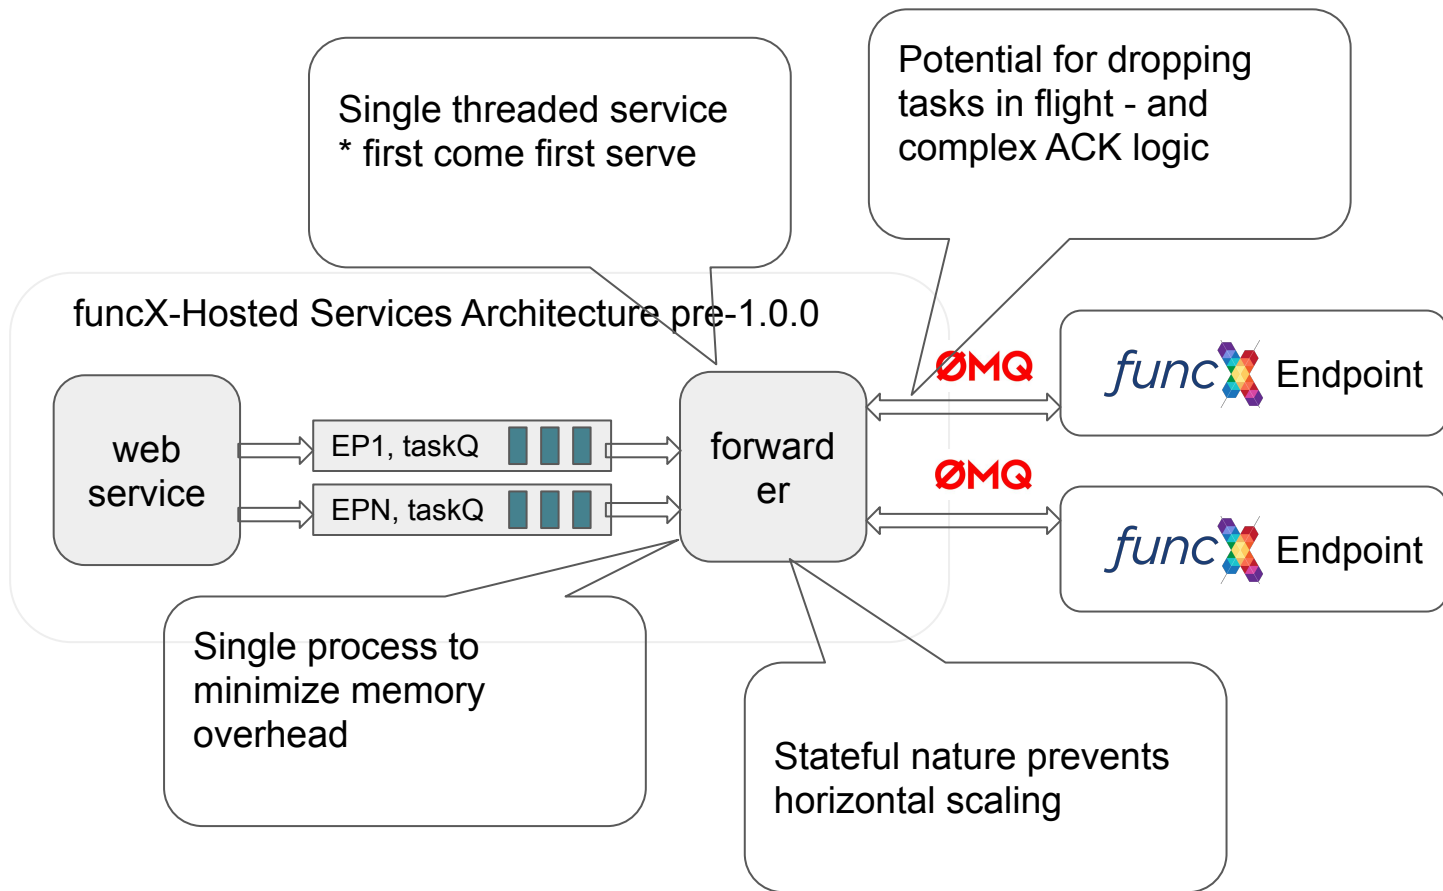 Single threaded service
* first come first serve
Potential for dropping
tasks in flight - and
complex ACK logic
funcX-Hosted Services Architecture pre-1.0.0
web
service
EP1, taskQ
EPN, taskQ
forward
er
ØMQ
funcX Endpoint
ØMQ
funcX Endpoint
Single process to
minimize memory
overhead
Stateful nature prevents
horizontal scaling